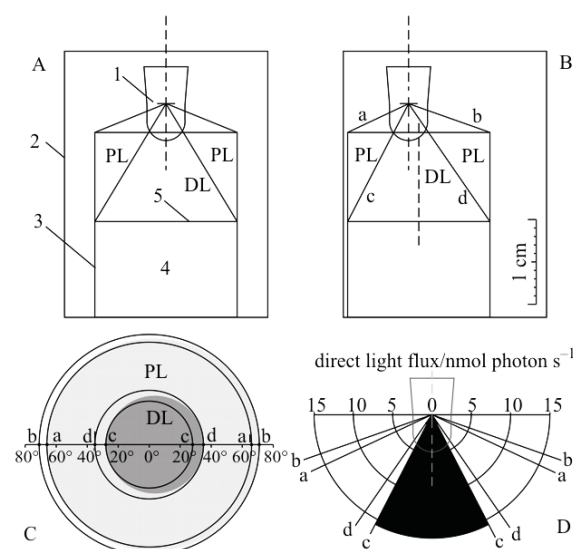 A
B
1
2
3
PL
PL
DL
5
4
a
b
PL
PL
DL
c
d
1 cm
PL
DL
b a d c c d a b
80° 60° 40° 20° 0° 20° 40° 60° 80°
C
direct light flux/nmol photon s⁻¹
15 10 5 0 5 10 15
b
a
d
c
c
d
a
b
D